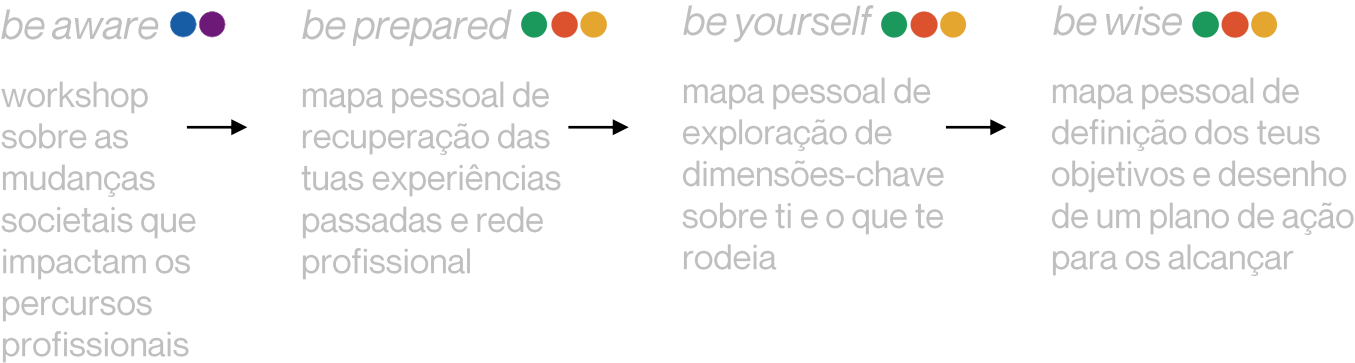 be aware
workshop
sobre as
mudanças
societais que
impactam os
percursos
profissionais
be prepared
mapa pessoal de
recuperação das
tuas experiências
passadas e rede
profissional
be yourself
mapa pessoal de
exploração de
dimensões-chave
sobre ti e o que te
rodeia
be wise
mapa pessoal de
definição dos teus
objetivos e desenho
de um plano de ação
para os alcançar